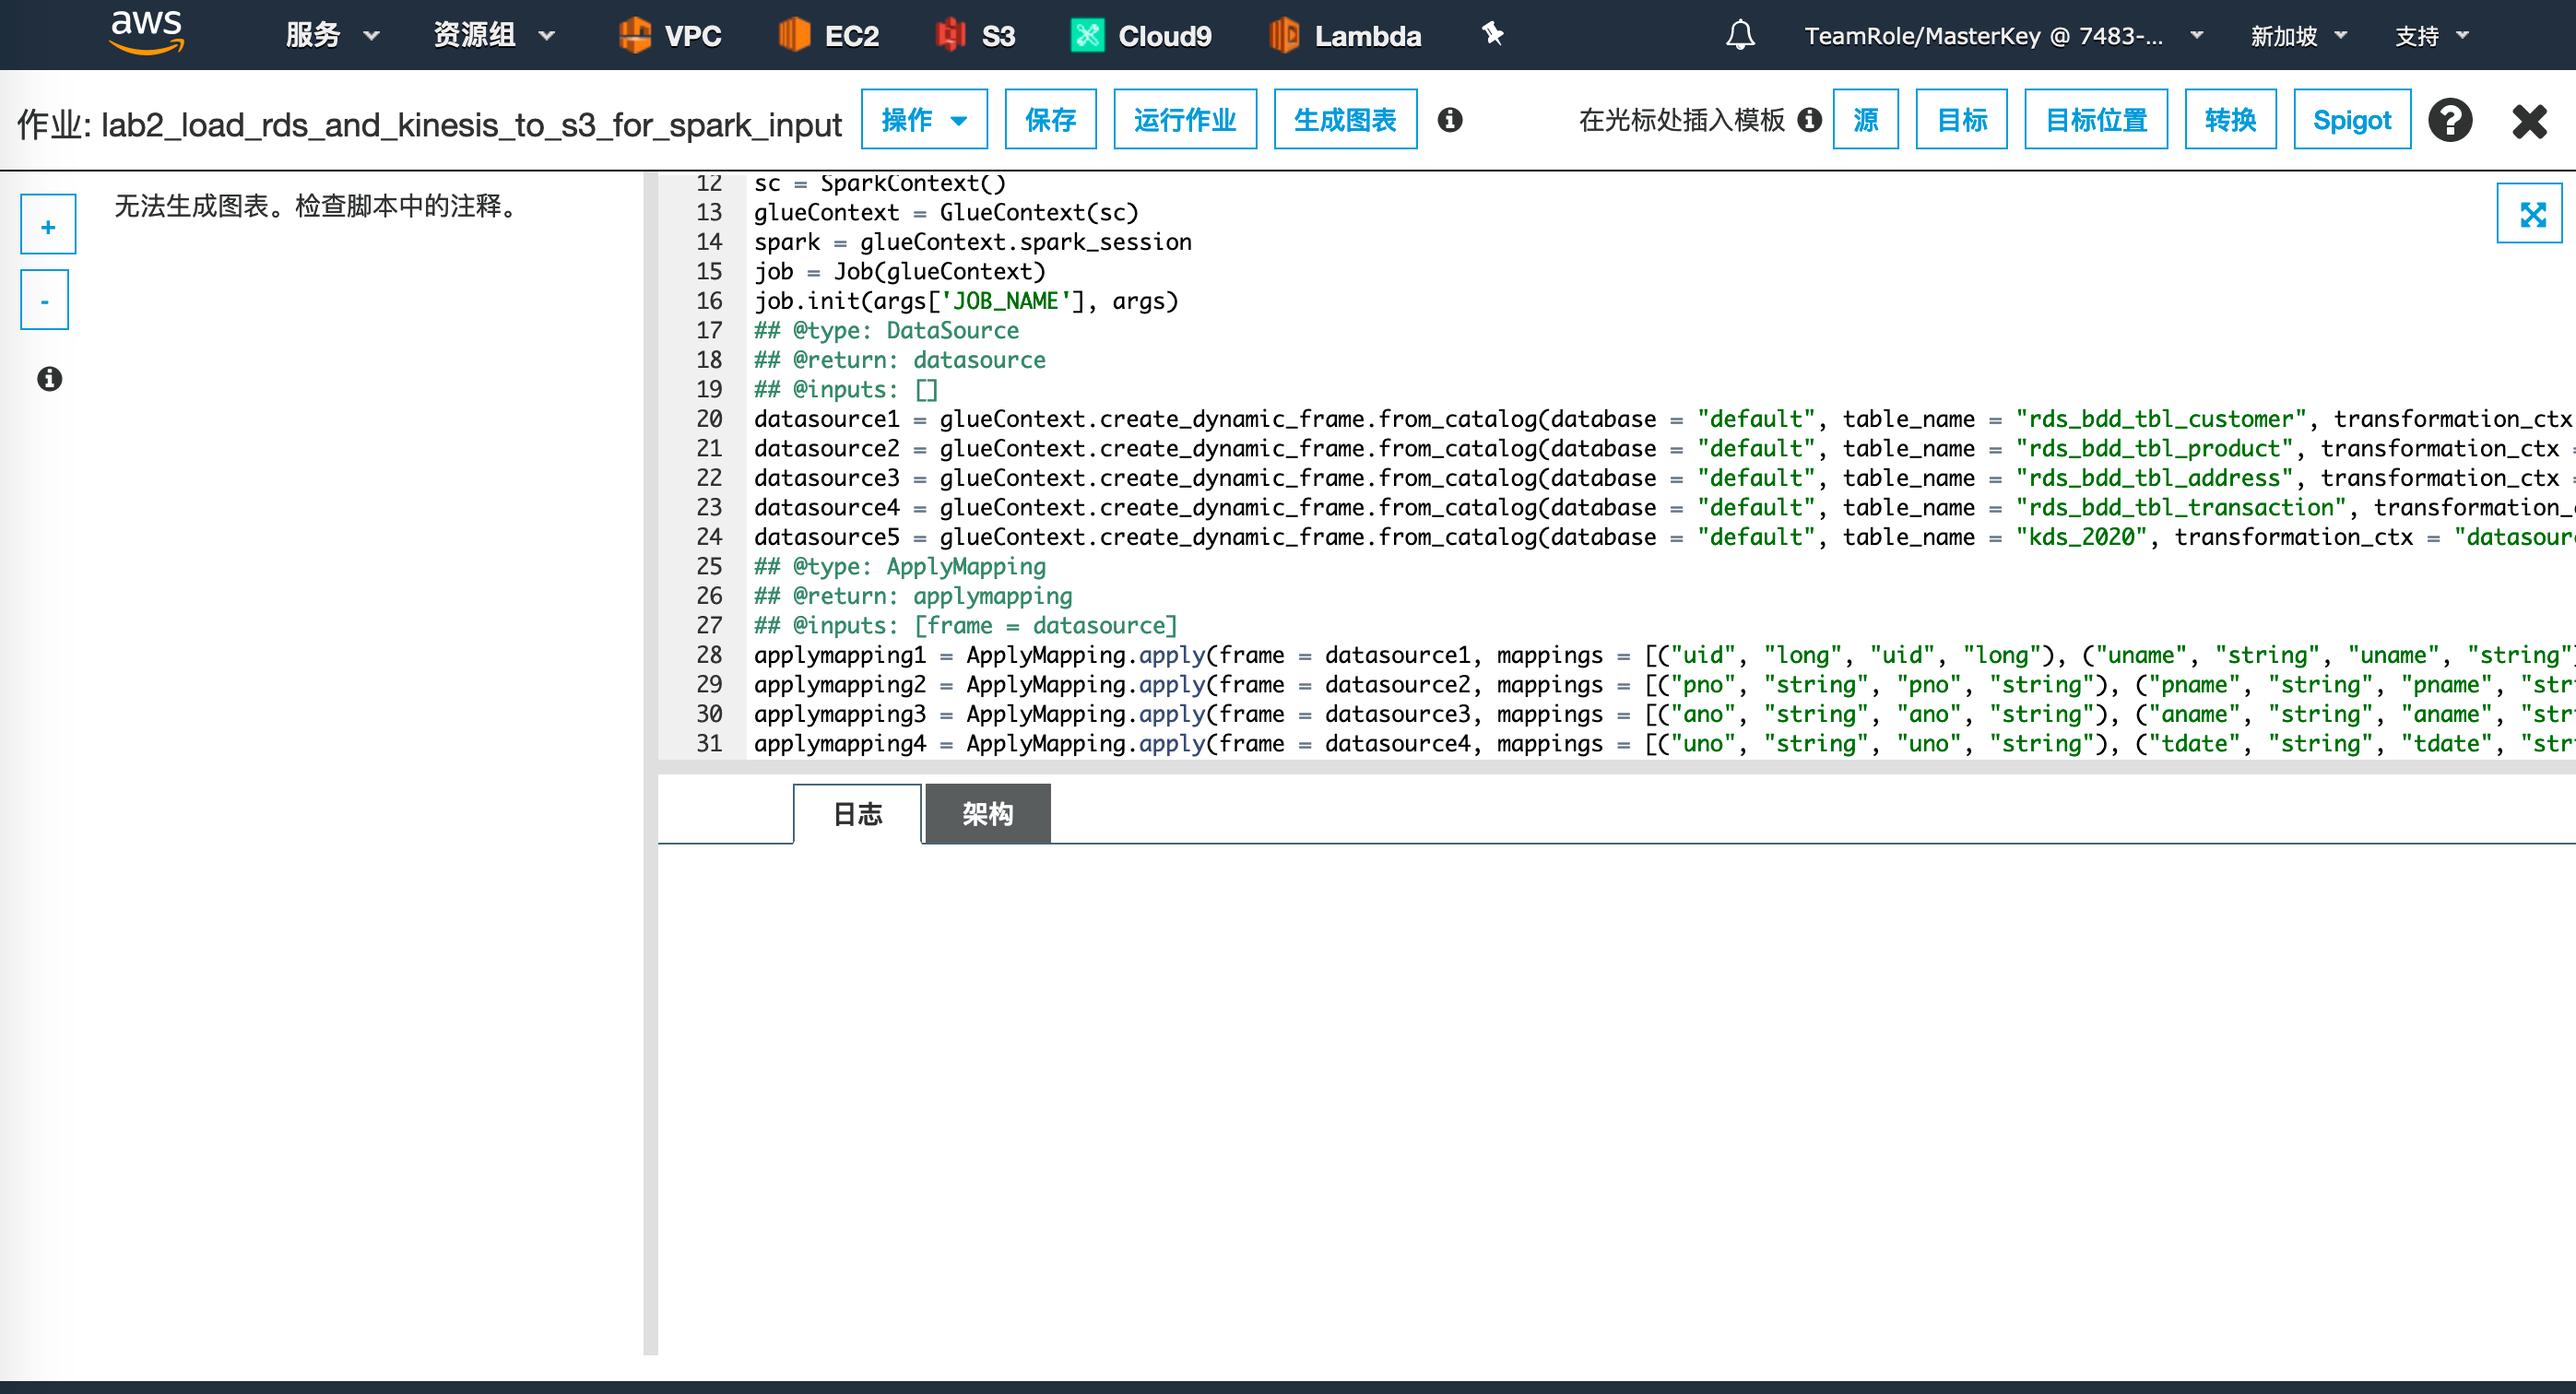 aws 服务 资源组 VPC EC2 S3 Cloud9 Lambda TeamRole/MasterKey @ 7483-... 新加坡 支持
作业: lab2_load_rds_and_kinesis_to_s3_for_spark_input 操作 保存 运行作业 生成图表 在光标处插入模板 源 目标 目标位置 转换 Spigot
+
-
无法生成图表。检查脚本中的注释。
12 sc = SparkContext()
13 glueContext = GlueContext(sc)
14 spark = glueContext.spark_session
15 job = Job(glueContext)
16 job.init(args['JOB_NAME'], args)
17 ## @type: DataSource
18 ## @return: datasource
19 ## @inputs: []
20 datasource1 = glueContext.create_dynamic_frame.from_catalog(database = "default", table_name = "rds_bdd_tbl_customer", transformation_ctx
21 datasource2 = glueContext.create_dynamic_frame.from_catalog(database = "default", table_name = "rds_bdd_tbl_product", transformation_ctx =
22 datasource3 = glueContext.create_dynamic_frame.from_catalog(database = "default", table_name = "rds_bdd_tbl_address", transformation_ctx =
23 datasource4 = glueContext.create_dynamic_frame.from_catalog(database = "default", table_name = "rds_bdd_tbl_transaction", transformation_
24 datasource5 = glueContext.create_dynamic_frame.from_catalog(database = "default", table_name = "kds_2020", transformation_ctx = "datasour
25 ## @type: ApplyMapping
26 ## @return: applymapping
27 ## @inputs: [frame = datasource]
28 applymapping1 = ApplyMapping.apply(frame = datasource1, mappings = [("uid", "long", "uid", "long"), ("uname", "string", "uname", "string")
29 applymapping2 = ApplyMapping.apply(frame = datasource2, mappings = [("pno", "string", "pno", "string"), ("pname", "string", "pname", "str
30 applymapping3 = ApplyMapping.apply(frame = datasource3, mappings = [("ano", "string", "ano", "string"), ("aname", "string", "aname", "str
31 applymapping4 = ApplyMapping.apply(frame = datasource4, mappings = [("uno", "string", "uno", "string"), ("tdate", "string", "tdate", "str
日志 架构